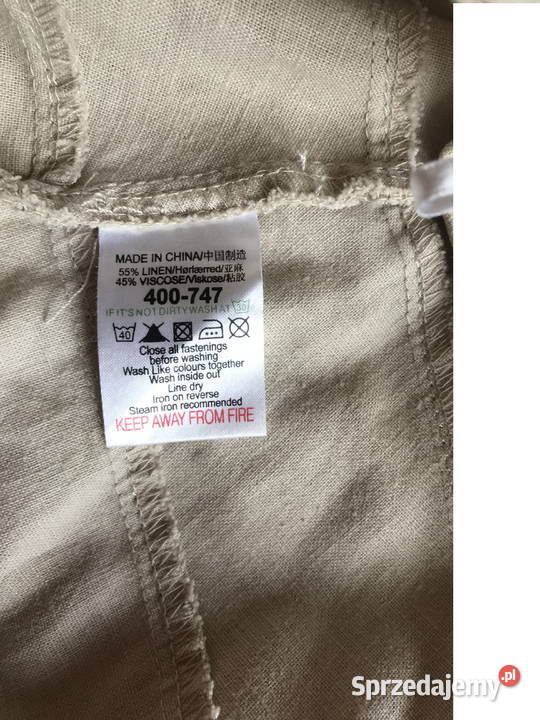 MADE IN CHINA/中国制造
55% LINEN/Hørlærred/亚麻
45% VISCOSE/Viskose/粘胶
400-747
IF IT'S NOT DIRTY WASH AT 30
40
Close all fastenings
before washing
Wash Like colours together
Wash inside out
Line dry
Iron on reverse
Steam iron recommended
KEEP AWAY FROM FIRE
Sprzedajemy.pl